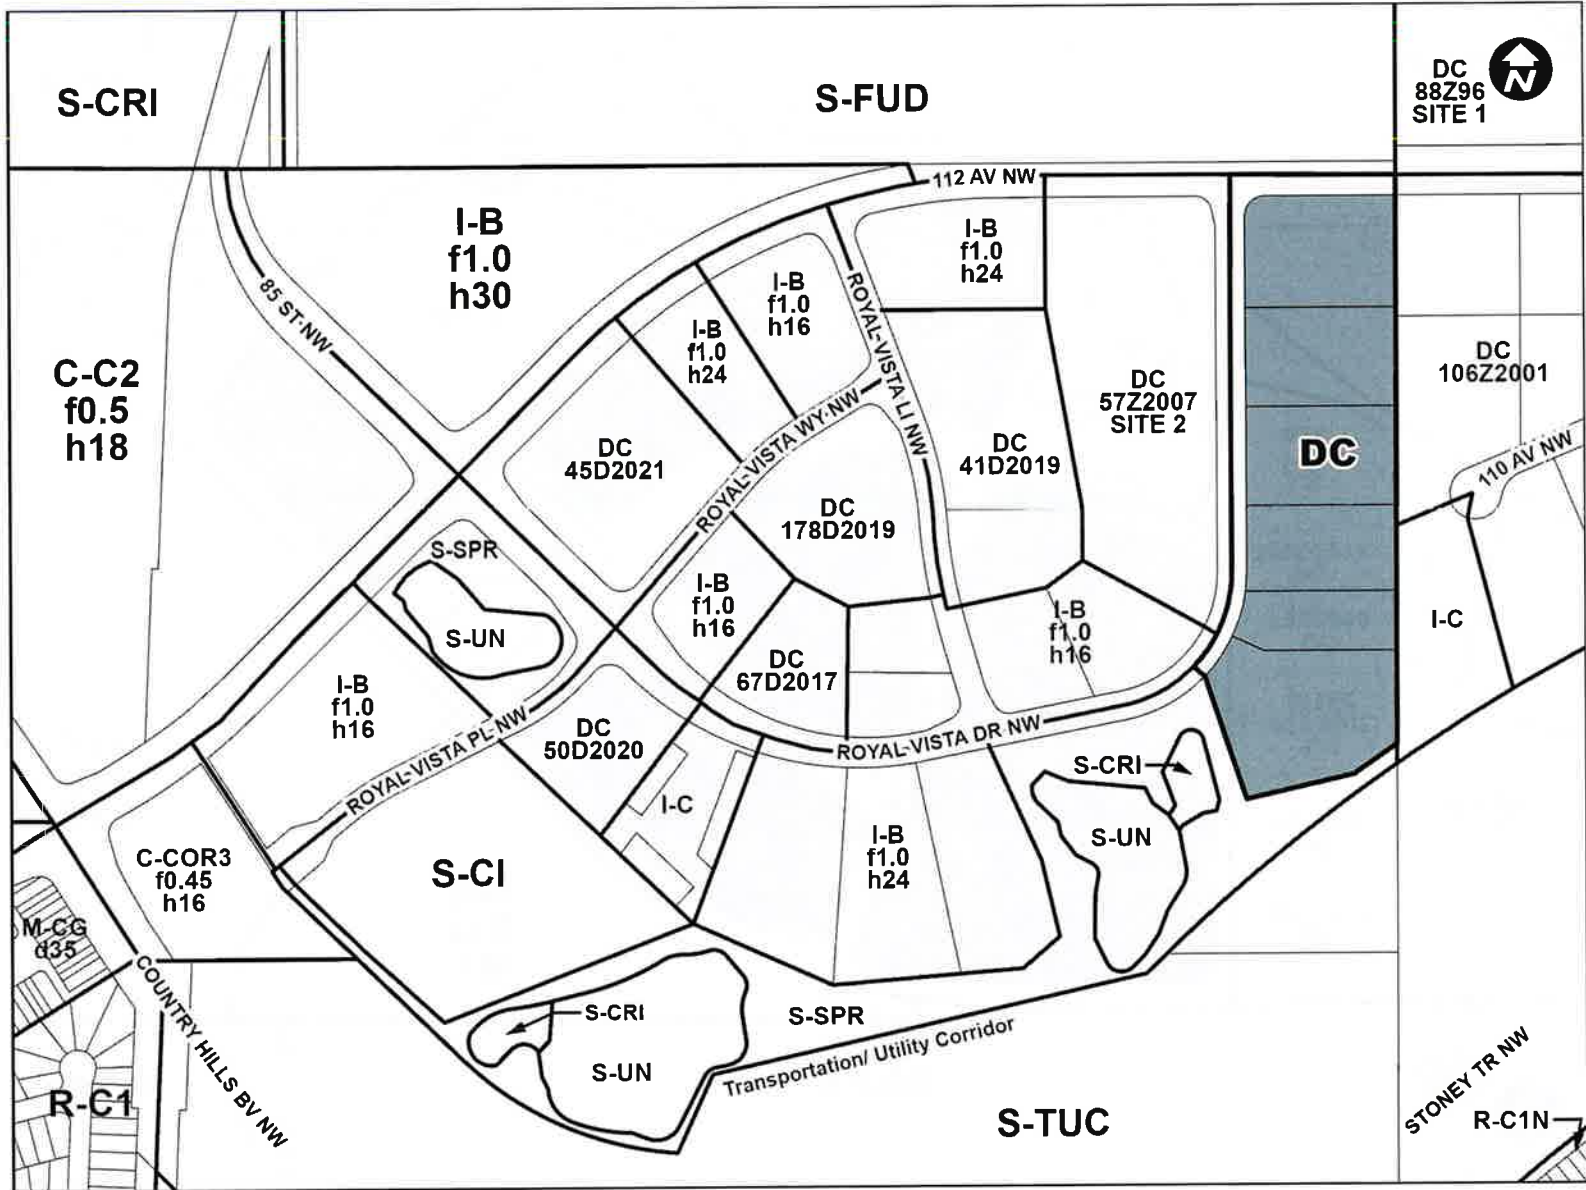 S-CRI
S-FUD
DC
88Z96
SITE 1
N
112 AV NW
I-B
f1.0
h30
I-B
f1.0
h24
I-B
f1.0
h16
85 ST NW
ROYAL VISTA LI NW
I-B
f1.0
h24
C-C2
f0.5
h18
DC
57Z2007
SITE 2
DC
106Z2001
DC
45D2021
ROYAL VISTA WY NW
DC
41D2019
DC
110 AV NW
DC
178D2019
S-SPR
S-UN
I-B
f1.0
h16
I-B
f1.0
h16
I-C
DC
67D2017
I-B
f1.0
h16
ROYAL VISTA PL NW
DC
50D2020
ROYAL VISTA DR NW
S-CRI
I-C
S-UN
I-B
f1.0
h24
C-COR3
f0.45
h16
S-CI
M-CG
d35
COUNTRY HILLS BV NW
S-CRI
S-SPR
S-UN
Transportation/ Utility Corridor
R-C1
S-TUC
STONEY TR NW
R-C1N